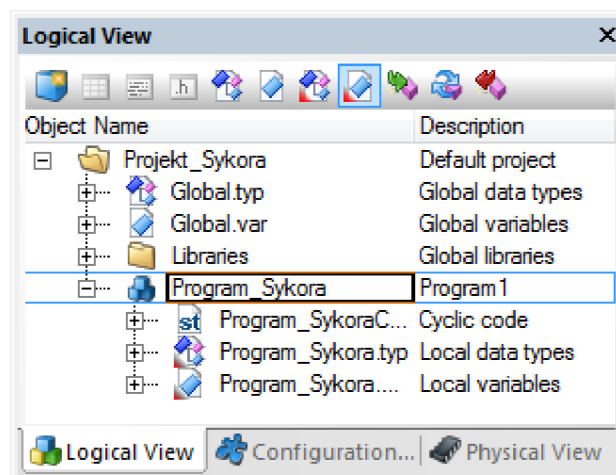 Logical View
.h
Object Name Description
Projekt_Sykora Default project
Global.typ Global data types
Global.var Global variables
Libraries Global libraries
Program_Sykora Program1
st Program_SykoraC... Cyclic code
Program_Sykora.typ Local data types
Program_Sykora.... Local variables
Logical View Configuration... Physical View